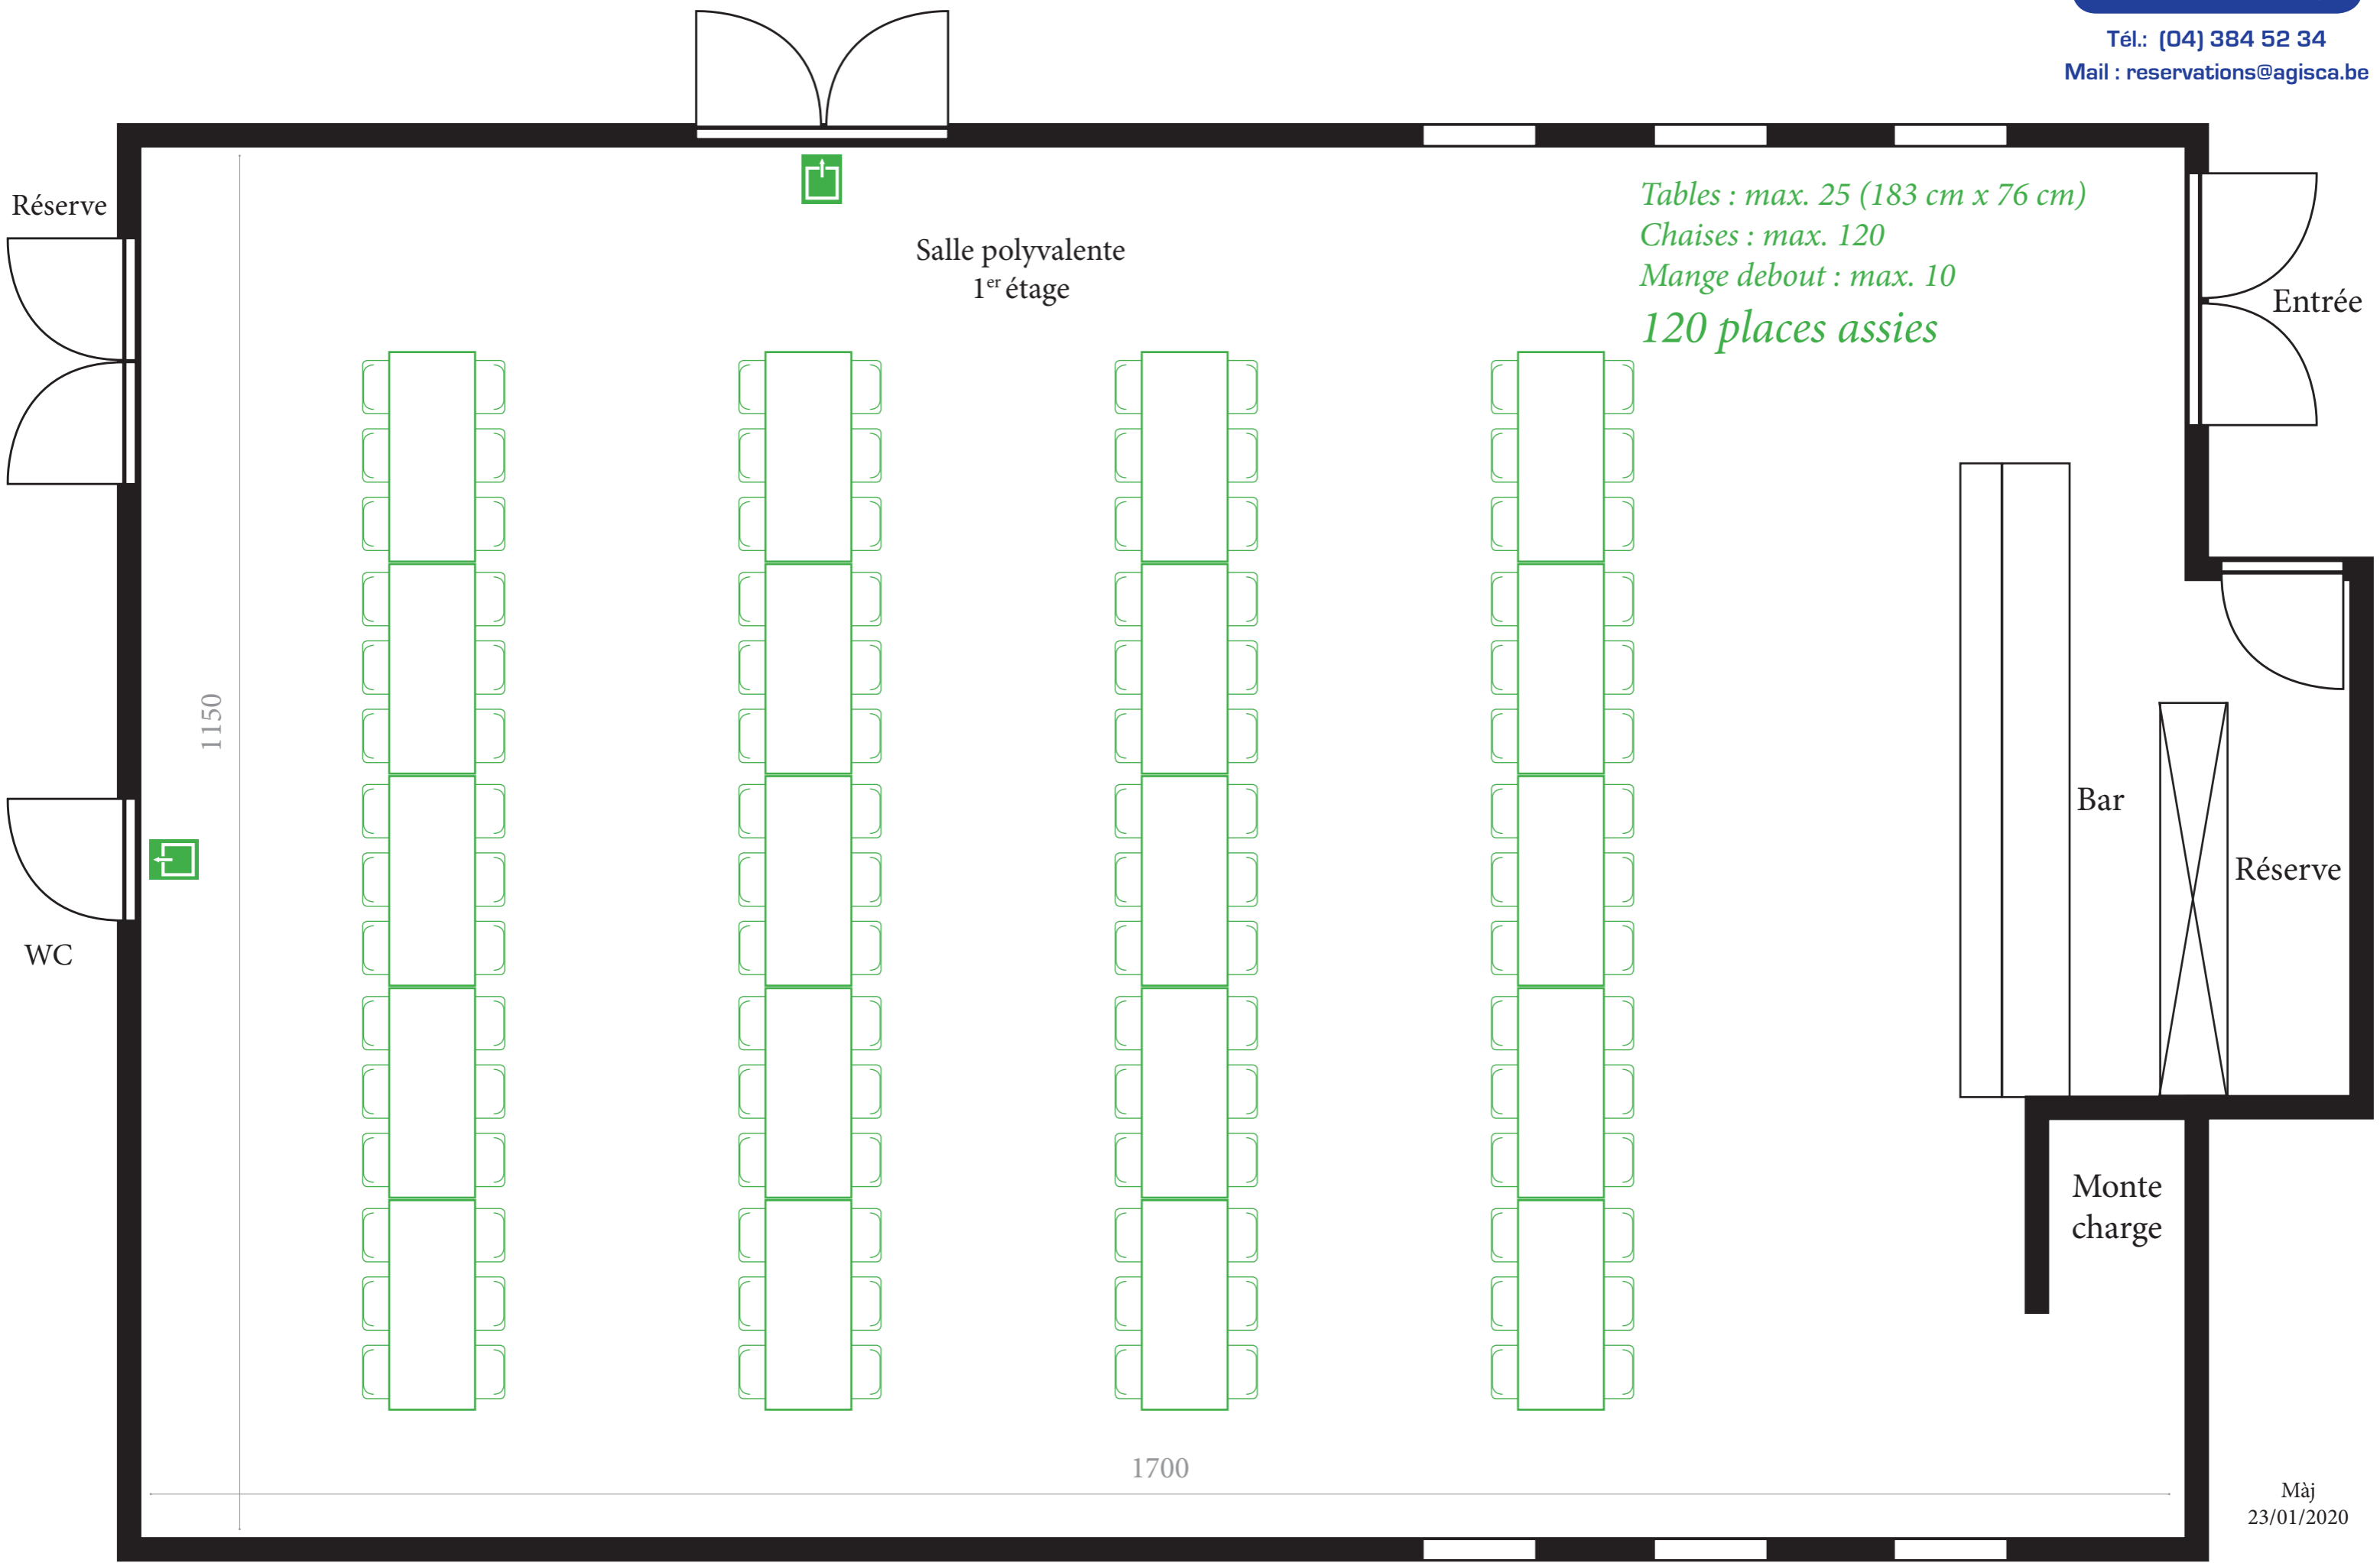 Tél.: (04) 384 52 34
Mail : reservations@agisca.be
Réserve
Salle polyvalente
1er étage
Tables : max. 25 (183 cm x 76 cm)
Chaises : max. 120
Mange debout : max. 10
120 places assies
Entrée
1150
Bar
Réserve
WC
Monte
charge
1700
Màj
23/01/2020